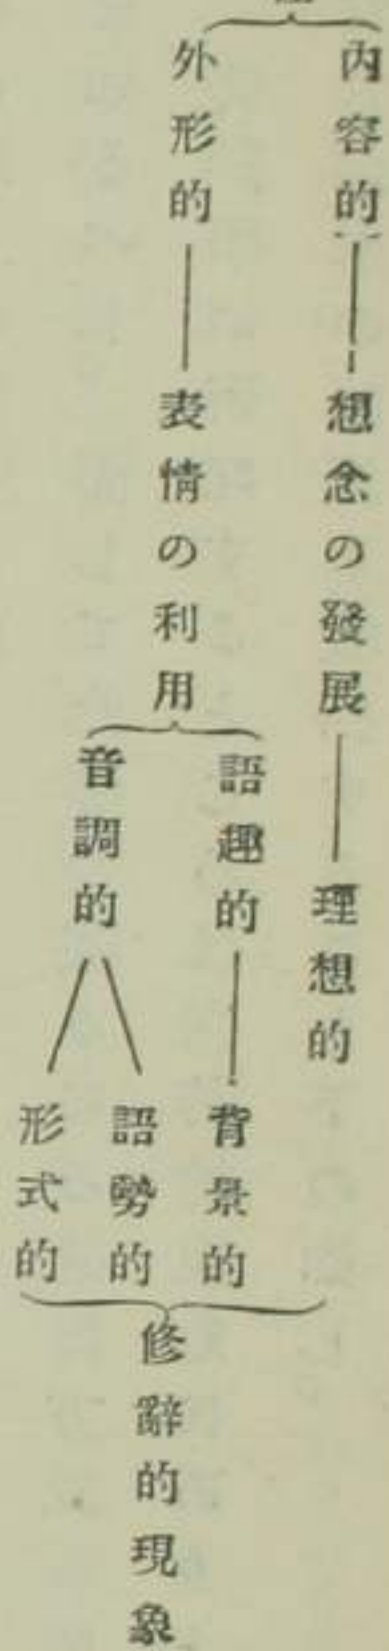 內容的
想念の發展
理想的
外形的
表情の利用
語趣的
背景的
音調的
語勢的
形式的
修辭的現象